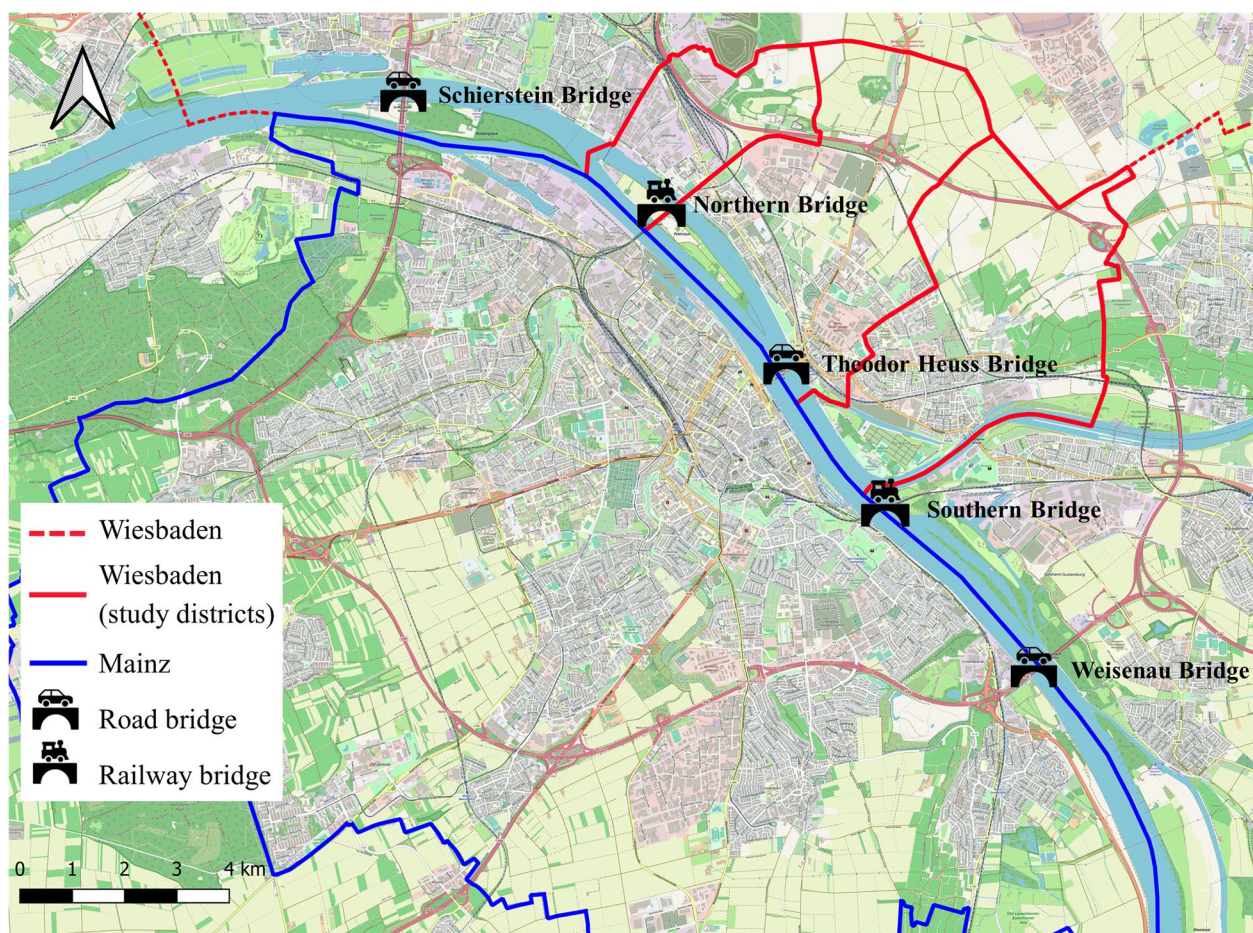 Schierstein Bridge
Northern Bridge
Theodor Heuss Bridge
Southern Bridge
Weisenau Bridge
Wiesbaden
Wiesbaden
(study districts)
Mainz
Road bridge
Railway bridge
0 1 2 3 4 km